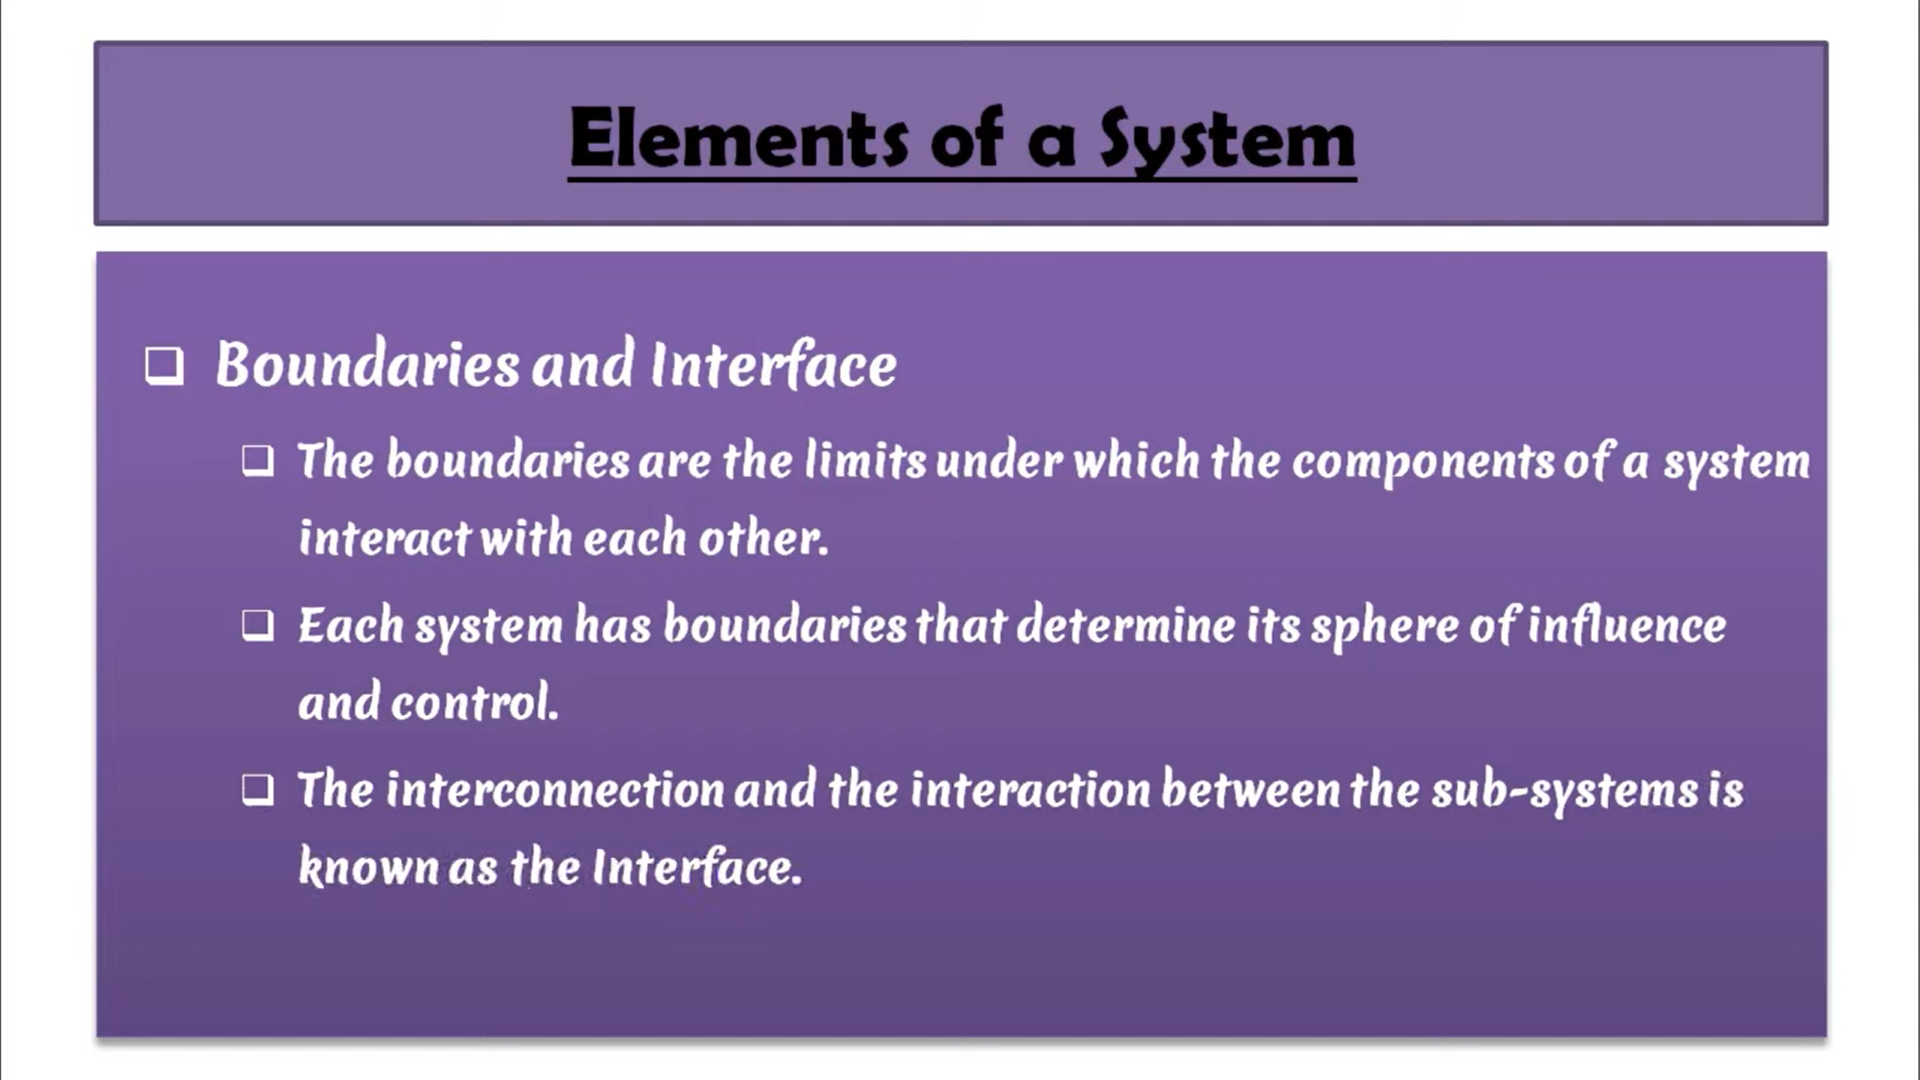 Elements of a System
Boundaries and Interface
The boundaries are the limits under which the components of a system
interact with each other.
Each system has boundaries that determine its sphere of influence
and control.
The interconnection and the interaction between the sub-systems is
known as the Interface.